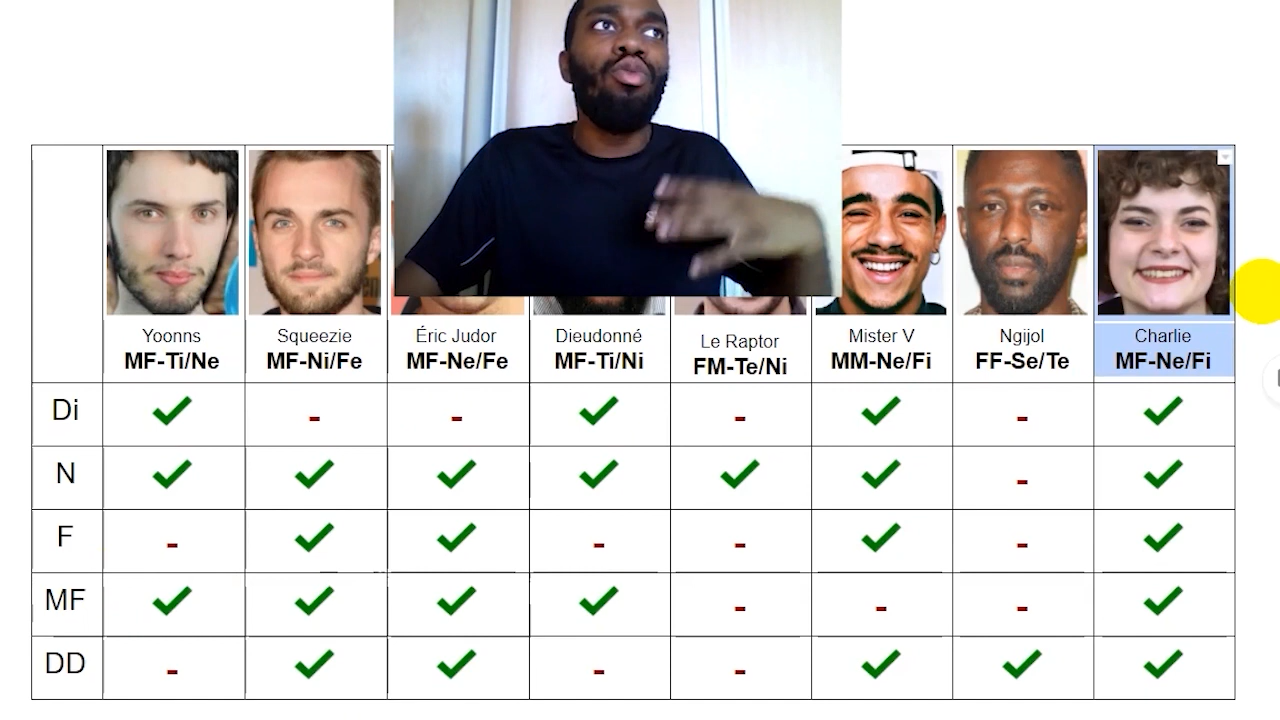 Yoonns Squeezie Éric Judor Dieudonné Le Raptor Mister V Ngijol Charlie
MF-Ti/Ne MF-Ni/Fe MF-Ne/Fe MF-Ti/Ni FM-Te/Ni MM-Ne/Fi FF-Se/Te MF-Ne/Fi
Di - - - -
N -
F - - - -
MF - - -
DD - - -